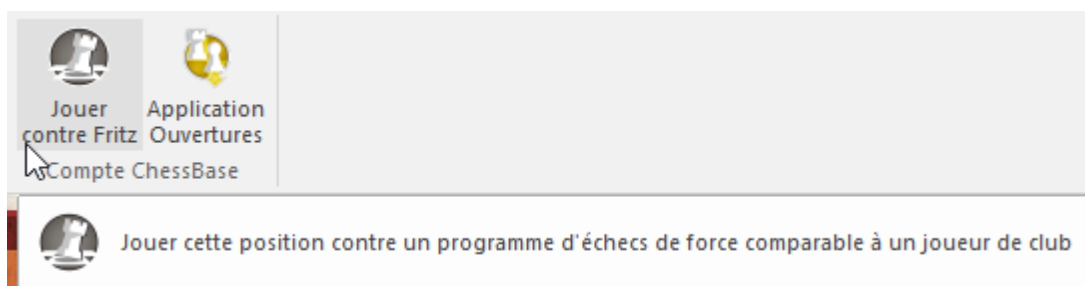 Jouer
contre Fritz
Application
Ouvertures
Compte ChessBase
Jouer cette position contre un programme d'échecs de force comparable à un joueur de club